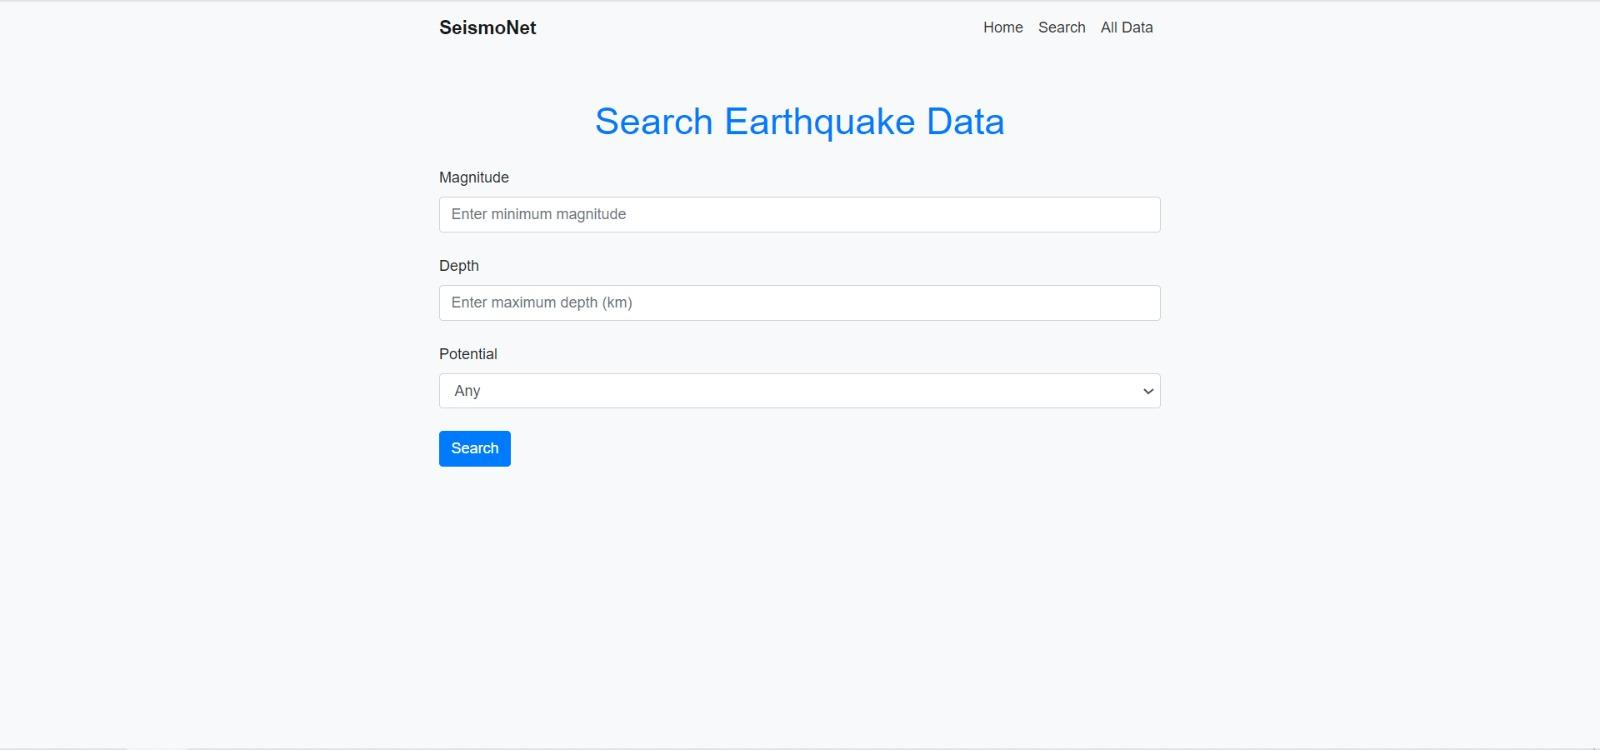 SeismoNet Home Search All Data
Search Earthquake Data
Magnitude
Enter minimum magnitude
Depth
Enter maximum depth (km)
Potential
Any
Search